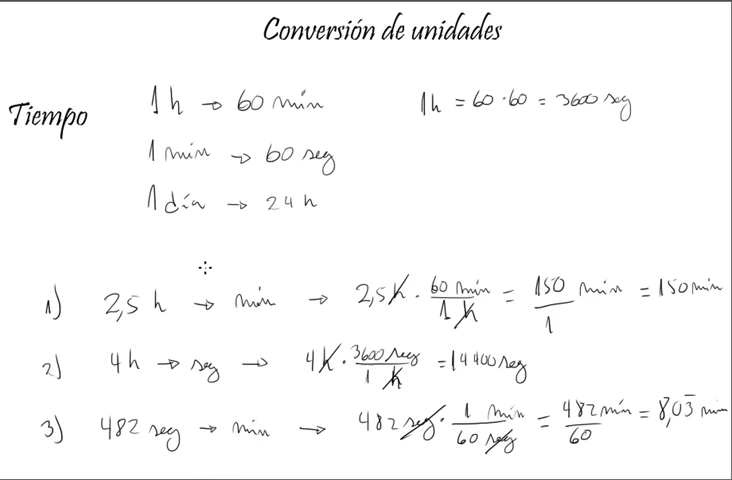 Conversión de unidades
Tiempo
1 h → 60 min
1h = 60 · 60 = 3600 seg
1 min → 60 seg
1 día → 24 h
1) 2,5 h → min → 2,5 h · 60 min / 1 h = 150 / 1 min = 150 min
2) 4 h → seg → 4 h · 3600 seg / 1 h = 14400 seg
3) 482 seg → min → 482 seg · 1 min / 60 seg = 482 min / 60 = 8,03̅ min